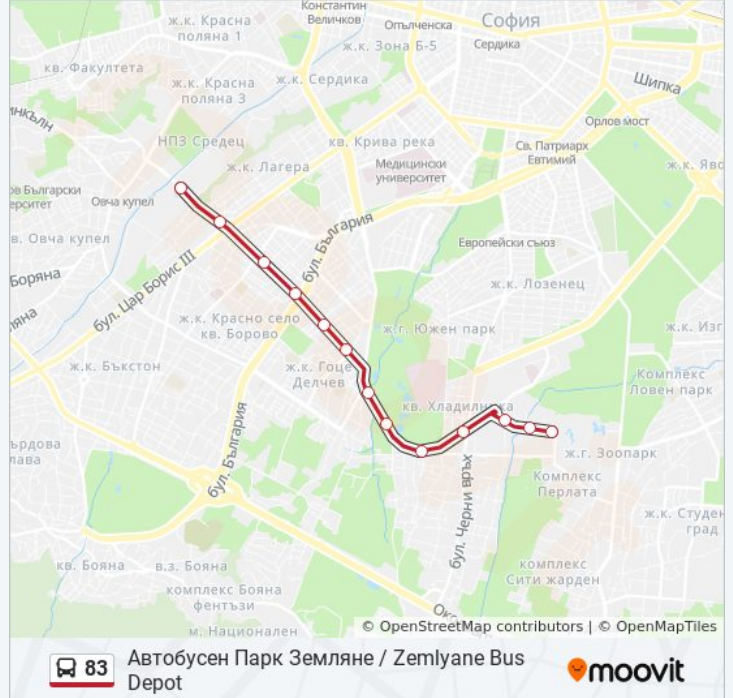 Константин
Величков
Опълченска
София
ж.к. Красна
поляна 1
ж.к. Зона Б-5
Сердика
кв. Факултета
ж.к. Красна
поляна 3
ж.к. Сердика
Шипка
НПЗ Средец
Орлов мост
кв. Крива река
Св. Патриарх
Евтимий
ж.к. Лагера
Медицински
университет
Овча купел
бул. България
в. Овча купел
Европейски съюз
Боряна
бул. Цар Борис III
ж.к. Лозенец
ж.к. Красно село
кв. Борово
ж.г. Южен парк
ж.к. Изг
ж.к. Бъкстон
ж.к. Гоце
Делчев
Комплекс
Ловен парк
кв. Хладилника
бул. България
ж.г. Зоопарк
бул. Черни връх
Комплекс
Перлата
ж.к. Студен
град
кв. Бояна
в.з. Бояна
комплекс
Сити жарден
комплекс Бояна
фентъзи
м. Национален
© OpenStreetMap contributors | © OpenMapTiles
83
Автобусен Парк Земляне / Zemlyane Bus
Depot
moovit